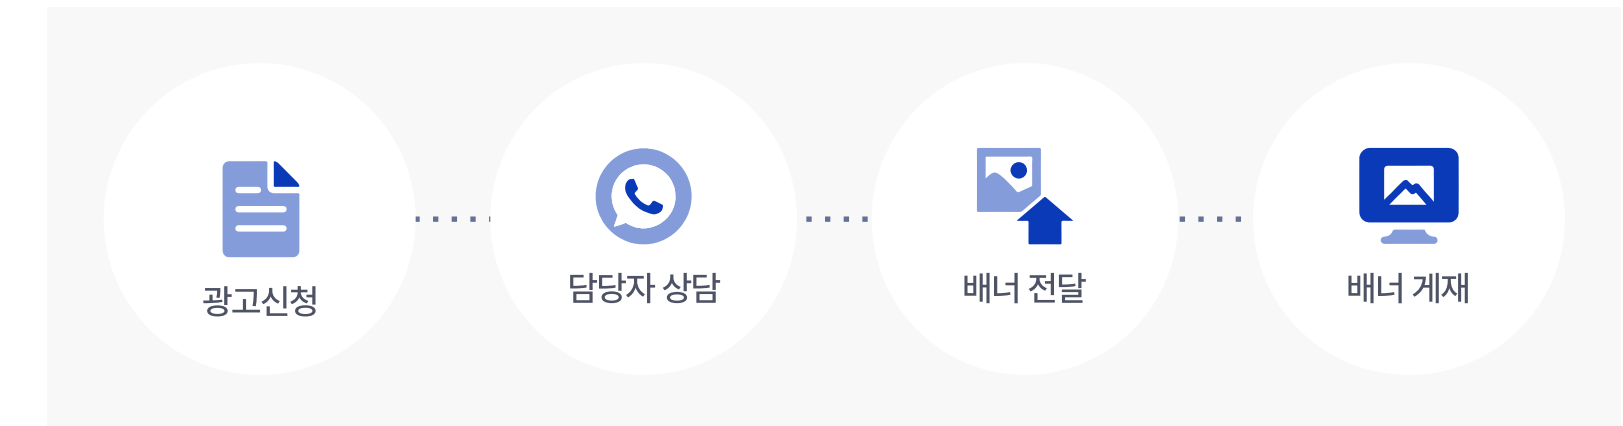 광고신청
담당자 상담
배너 전달
배너 게재